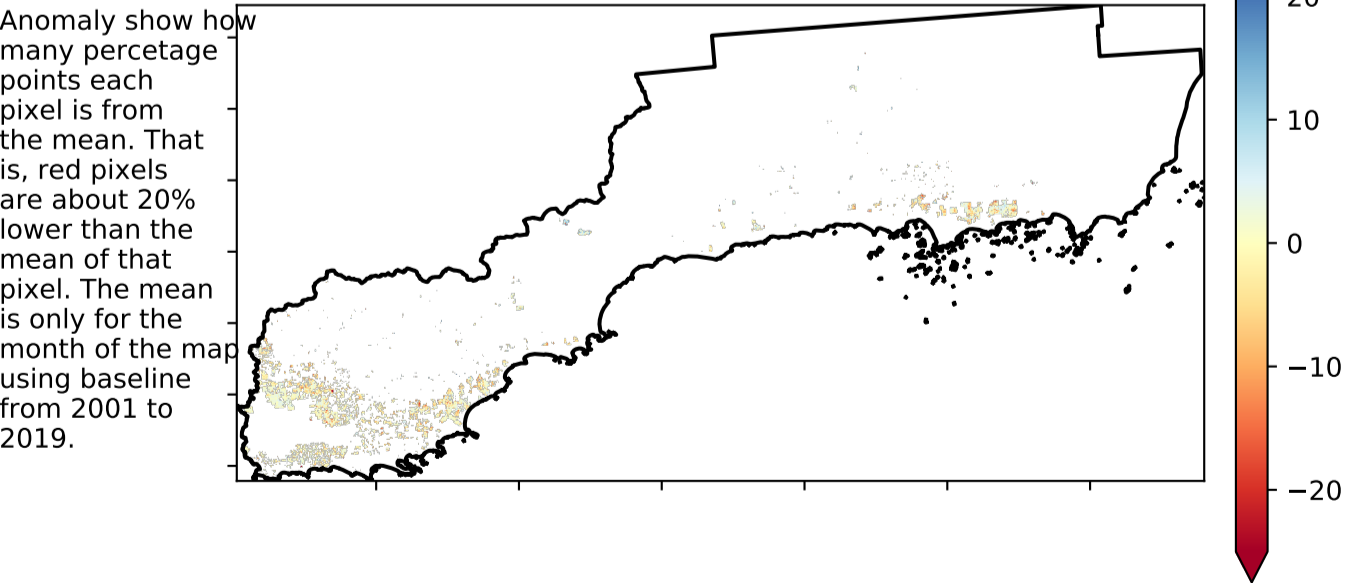 Anomaly show how
many percetage
points each
pixel is from
the mean. That
is, red pixels
are about 20%
lower than the
mean of that
pixel. The mean
is only for the
month of the map
using baseline
from 2001 to
2019.
20
10
0
−10
−20